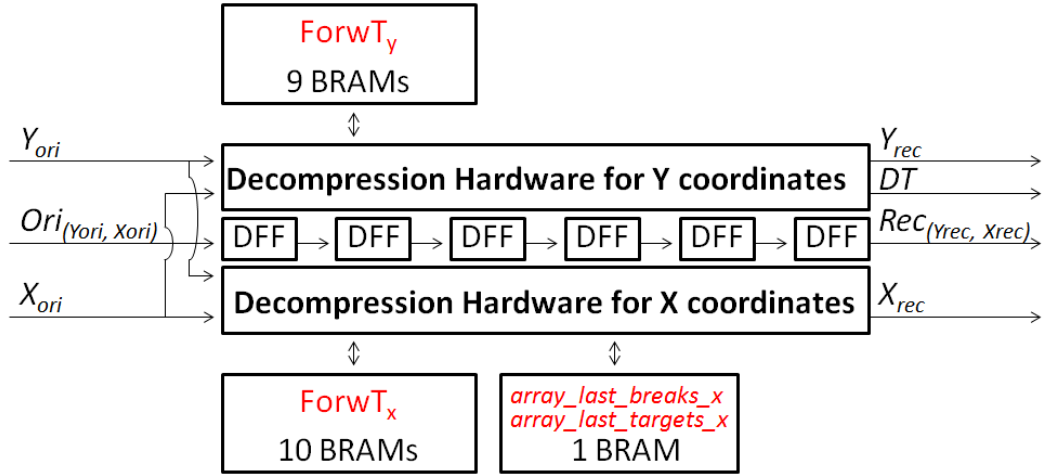 ForwTy
9 BRAMs
Yori
Yrec
Decompression Hardware for Y coordinates
DT
Ori(Yori, Xori)
DFF DFF DFF DFF DFF DFF
Rec(Yrec, Xrec)
Xori
Decompression Hardware for X coordinates
Xrec
ForwTx
10 BRAMs
array_last_breaks_x
array_last_targets_x
1 BRAM